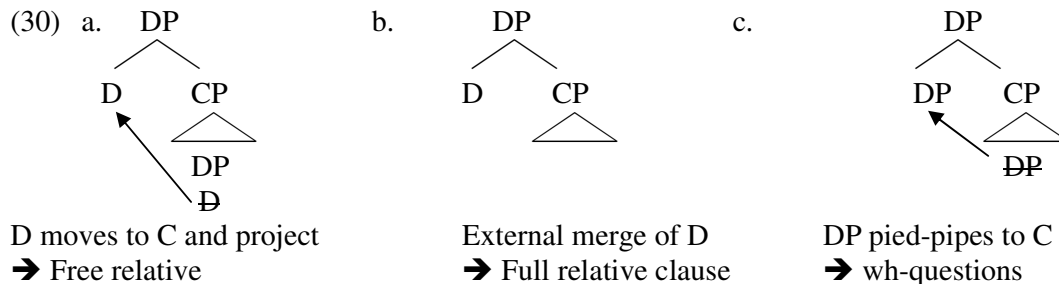 (30) a. DP b. DP c. DP
D CP D CP DP CP
DP DP
D
D moves to C and project External merge of D DP pied-pipes to C
➔ Free relative ➔ Full relative clause ➔ wh-questions